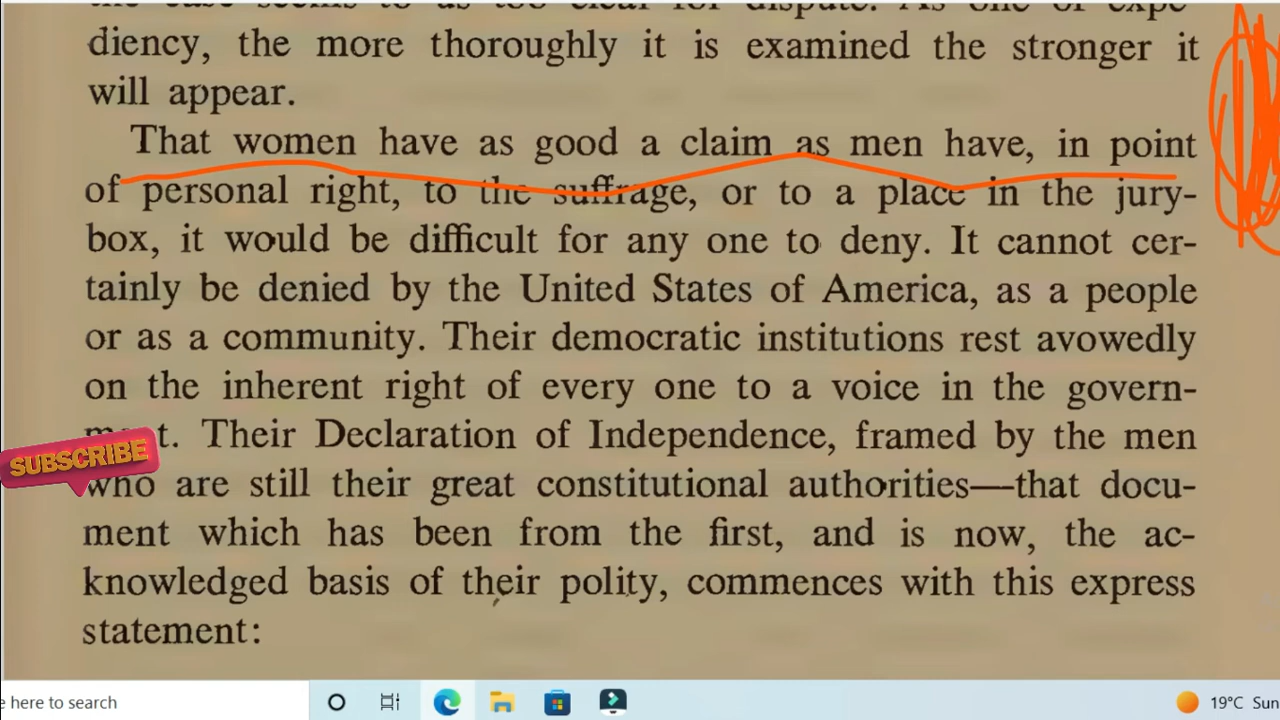 diency, the more thoroughly it is examined the stronger it
will appear.
That women have as good a claim as men have, in point
of personal right, to the suffrage, or to a place in the jury-
box, it would be difficult for any one to deny. It cannot cer-
tainly be denied by the United States of America, as a people
or as a community. Their democratic institutions rest avowedly
on the inherent right of every one to a voice in the govern-
t. Their Declaration of Independence, framed by the men
SUBSCRIBE
who are still their great constitutional authorities—that docu-
ment which has been from the first, and is now, the ac-
knowledged basis of their polity, commences with this express
statement:
e here to search
19°C Sun